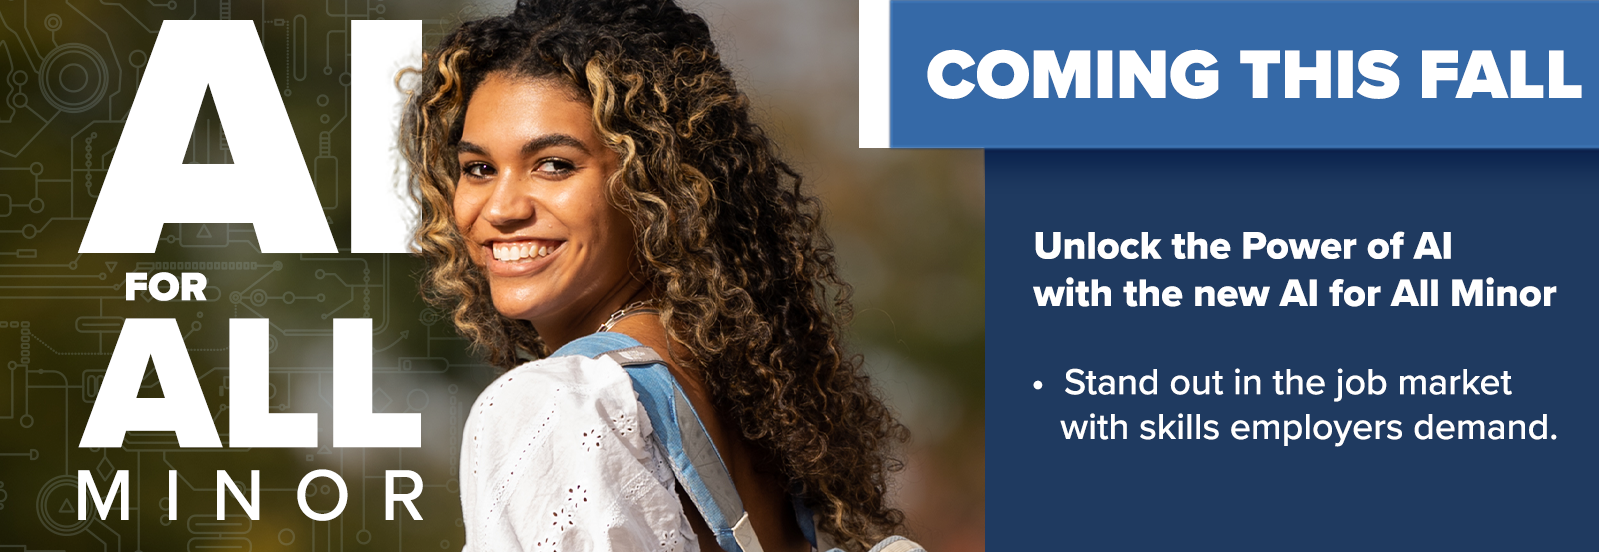 AI
FOR
ALL
MINOR
COMING THIS FALL
Unlock the Power of AI
with the new AI for All Minor
• Stand out in the job market
with skills employers demand.